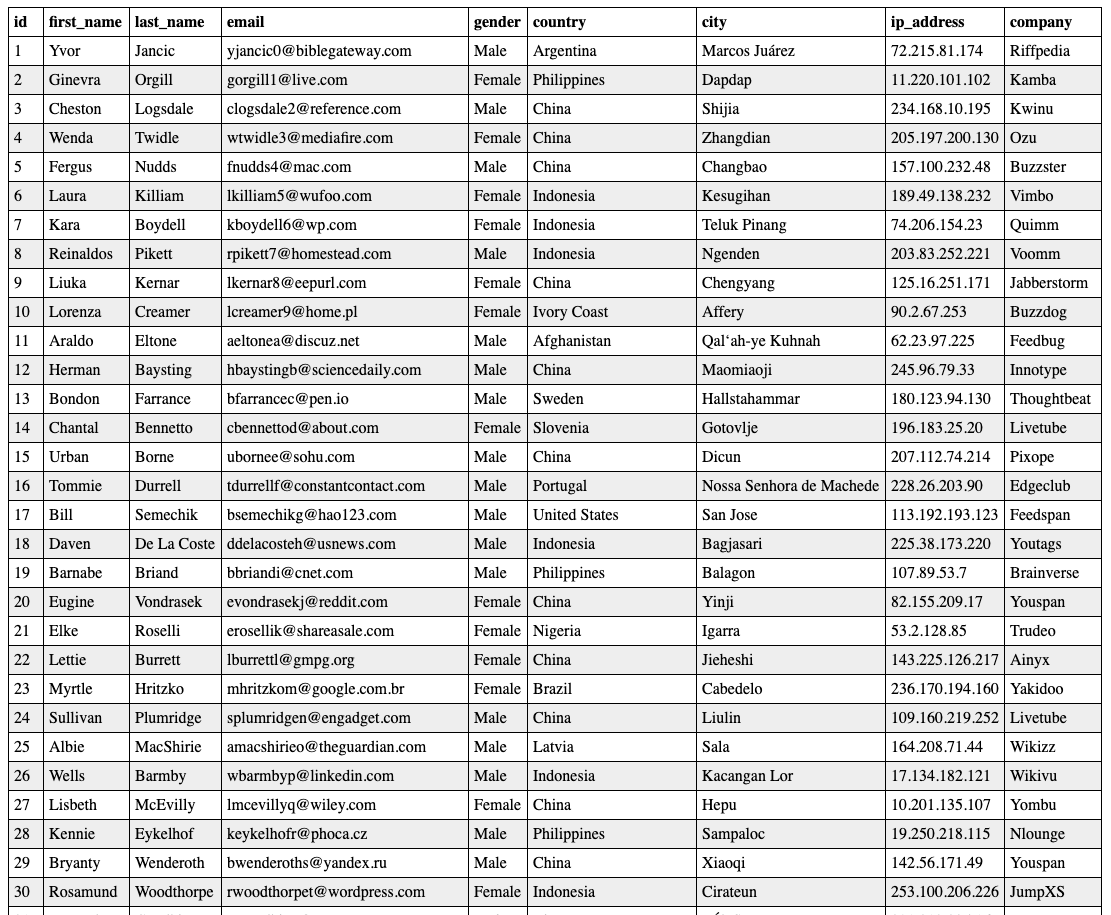 id first_name last_name email gender country city ip_address company
1 Yvor Jancic yjancic0@biblegateway.com Male Argentina Marcos Juárez 72.215.81.174 Riffpedia
2 Ginevra Orgill gorgill1@live.com Female Philippines Dapdap 11.220.101.102 Kamba
3 Cheston Logsdale clogsdale2@reference.com Male China Shijia 234.168.10.195 Kwinu
4 Wenda Twidle wtwidle3@mediafire.com Female China Zhangdian 205.197.200.130 Ozu
5 Fergus Nudds fnudds4@mac.com Male China Changbao 157.100.232.48 Buzzster
6 Laura Killiam lkilliam5@wufoo.com Female Indonesia Kesugihan 189.49.138.232 Vimbo
7 Kara Boydell kboydell6@wp.com Female Indonesia Teluk Pinang 74.206.154.23 Quimm
8 Reinaldos Pikett rpikett7@homestead.com Male Indonesia Ngenden 203.83.252.221 Voomm
9 Liuka Kernar lkernar8@eepurl.com Female China Chengyang 125.16.251.171 Jabberstorm
10 Lorenza Creamer lcreamer9@home.pl Female Ivory Coast Affery 90.2.67.253 Buzzdog
11 Araldo Eltone aeltonea@discuz.net Male Afghanistan Qal‘ah-ye Kuhnah 62.23.97.225 Feedbug
12 Herman Baysting hbaystingb@sciencedaily.com Male China Maomiaoji 245.96.79.33 Innotype
13 Bondon Farrance bfarrancec@pen.io Male Sweden Hallstahammar 180.123.94.130 Thoughtbeat
14 Chantal Bennetto cbennettod@about.com Female Slovenia Gotovlje 196.183.25.20 Livetube
15 Urban Borne ubornee@sohu.com Male China Dicun 207.112.74.214 Pixope
16 Tommie Durrell tdurrellf@constantcontact.com Male Portugal Nossa Senhora de Machede 228.26.203.90 Edgeclub
17 Bill Semechik bsemechikg@hao123.com Male United States San Jose 113.192.193.123 Feedspan
18 Daven De La Coste ddelacosteh@usnews.com Male Indonesia Bagjasari 225.38.173.220 Youtags
19 Barnabe Briand bbriandi@cnet.com Male Philippines Balagon 107.89.53.7 Brainverse
20 Eugine Vondrasek evondrasekj@reddit.com Female China Yinji 82.155.209.17 Youspan
21 Elke Roselli erosellik@shareasale.com Female Nigeria Igarra 53.2.128.85 Trudeo
22 Lettie Burrett lburrettl@gmpg.org Female China Jieheshi 143.225.126.217 Ainyx
23 Myrtle Hritzko mhritzkom@google.com.br Female Brazil Cabedelo 236.170.194.160 Yakidoo
24 Sullivan Plumridge splumridgen@engadget.com Male China Liulin 109.160.219.252 Livetube
25 Albie MacShirie amacshirieo@theguardian.com Male Latvia Sala 164.208.71.44 Wikizz
26 Wells Barmby wbarmbyp@linkedin.com Male Indonesia Kacangan Lor 17.134.182.121 Wikivu
27 Lisbeth McEvilly lmcevillyq@wiley.com Female China Hepu 10.201.135.107 Yombu
28 Kennie Eykelhof keykelhofr@phoca.cz Male Philippines Sampaloc 19.250.218.115 Nlounge
29 Bryanty Wenderoth bwenderoths@yandex.ru Male China Xiaoqi 142.56.171.49 Youspan
30 Rosamund Woodthorpe rwoodthorpet@wordpress.com Female Indonesia Cirateun 253.100.206.226 JumpXS